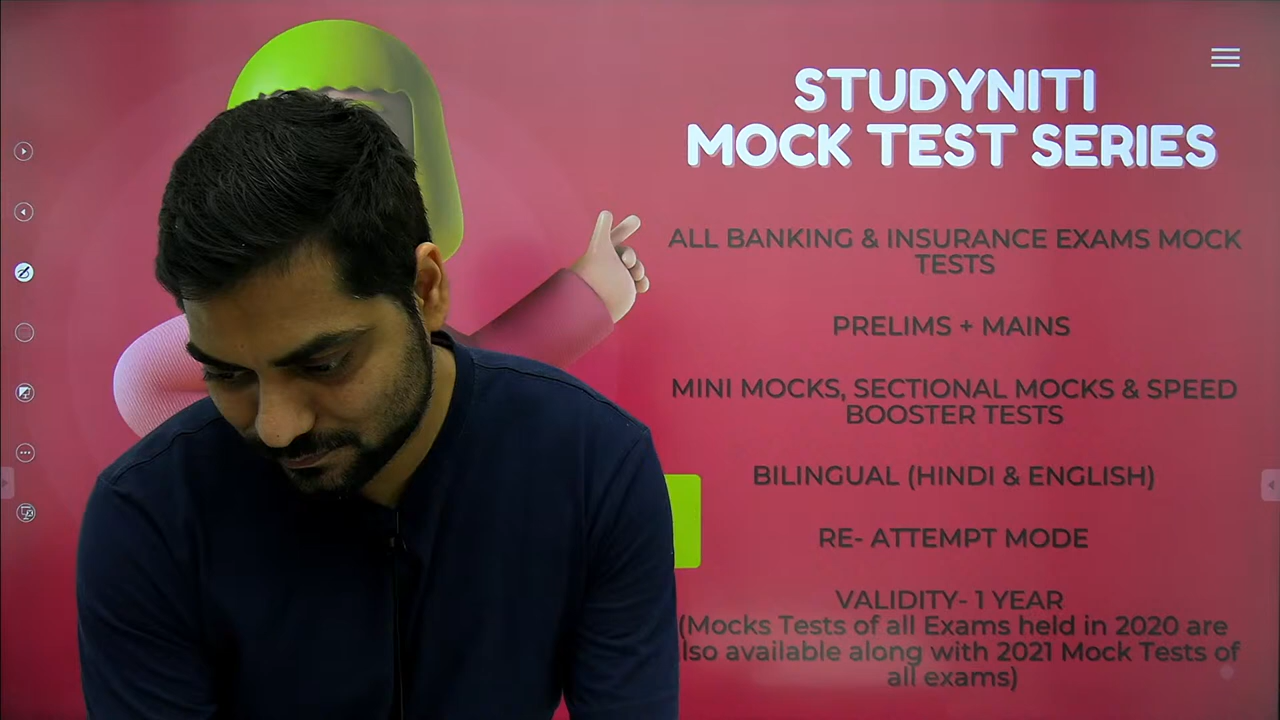 STUDYNITI
MOCK TEST SERIES
ALL BANKING & INSURANCE EXAMS MOCK
TESTS
PRELIMS + MAINS
MINI MOCKS, SECTIONAL MOCKS & SPEED
BOOSTER TESTS
BILINGUAL (HINDI & ENGLISH)
RE- ATTEMPT MODE
VALIDITY- 1 YEAR
(Mocks Tests of all Exams held in 2020 are
lso available along with 2021 Mock Tests of
all exams)